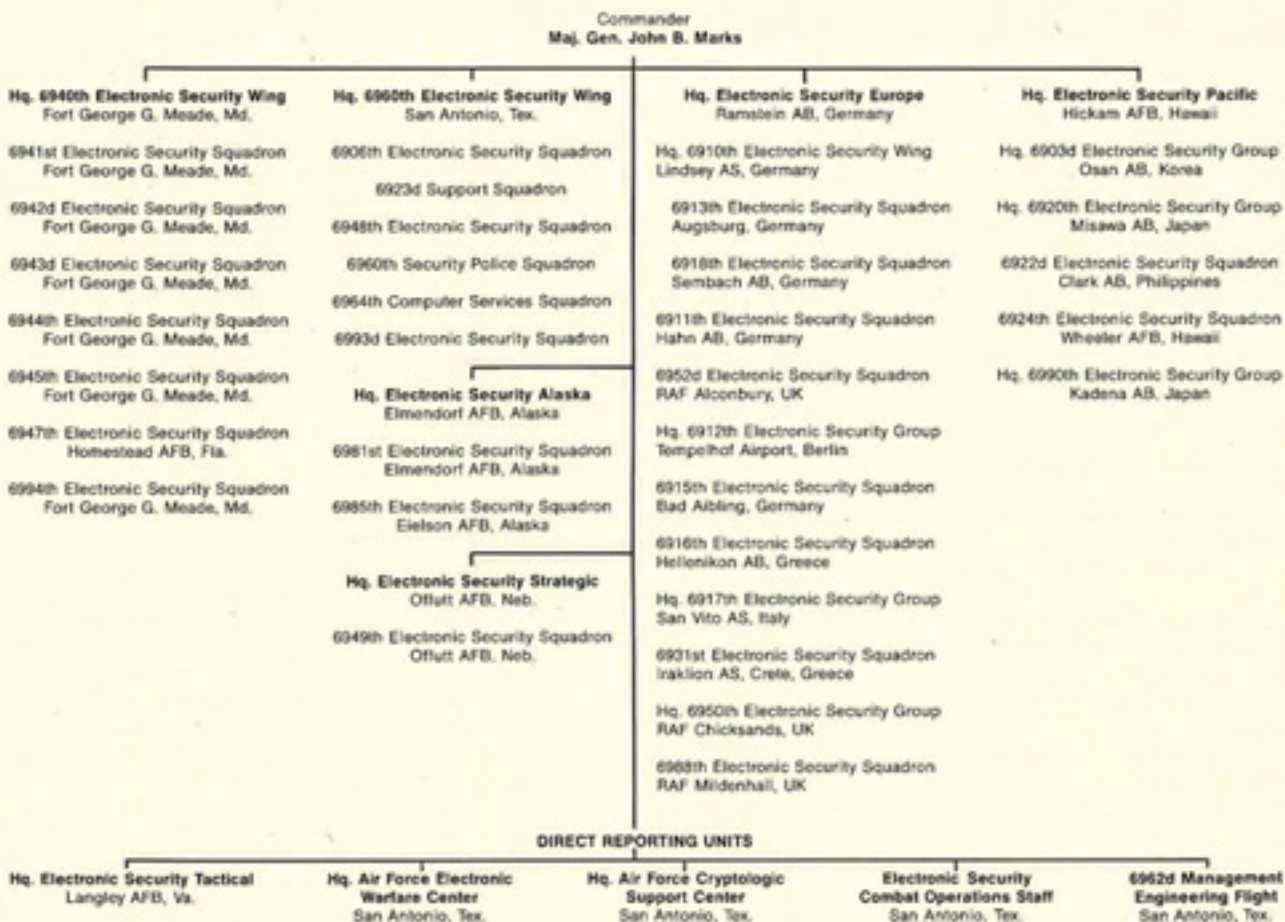 Commander
Maj. Gen. John B. Marks
Hq. 6940th Electronic Security Wing
Fort George G. Meade, Md.
6941st Electronic Security Squadron
Fort George G. Meade, Md.
6942d Electronic Security Squadron
Fort George G. Meade, Md.
6943d Electronic Security Squadron
Fort George G. Meade, Md.
6944th Electronic Security Squadron
Fort George G. Meade, Md.
6945th Electronic Security Squadron
Fort George G. Meade, Md.
6947th Electronic Security Squadron
Homestead AFB, Fla.
6994th Electronic Security Squadron
Fort George G. Meade, Md.
Hq. 6960th Electronic Security Wing
San Antonio, Tex.
6906th Electronic Security Squadron
6923d Support Squadron
6948th Electronic Security Squadron
6960th Security Police Squadron
6964th Computer Services Squadron
6993d Electronic Security Squadron
Hq. Electronic Security Alaska
Elmendorf AFB, Alaska
6981st Electronic Security Squadron
Elmendorf AFB, Alaska
6985th Electronic Security Squadron
Eielson AFB, Alaska
Hq. Electronic Security Strategic
Offutt AFB, Neb.
6949th Electronic Security Squadron
Offutt AFB, Neb.
Hq. Electronic Security Europe
Ramstein AB, Germany
Hq. 6910th Electronic Security Wing
Lindsey AS, Germany
6913th Electronic Security Squadron
Augsburg, Germany
6918th Electronic Security Squadron
Sembach AB, Germany
6911th Electronic Security Squadron
Hahn AB, Germany
6952d Electronic Security Squadron
RAF Alconbury, UK
Hq. 6912th Electronic Security Group
Tempelhof Airport, Berlin
6915th Electronic Security Squadron
Bad Aibling, Germany
6916th Electronic Security Squadron
Hellenikon AB, Greece
Hq. 6917th Electronic Security Group
San Vito AS, Italy
6931st Electronic Security Squadron
Iraklion AS, Crete, Greece
Hq. 6950th Electronic Security Group
RAF Chicksands, UK
6988th Electronic Security Squadron
RAF Mildenhall, UK
Hq. Electronic Security Pacific
Hickam AFB, Hawaii
Hq. 6903d Electronic Security Group
Osan AB, Korea
Hq. 6920th Electronic Security Group
Misawa AB, Japan
6922d Electronic Security Squadron
Clark AB, Philippines
6924th Electronic Security Squadron
Wheeler AFB, Hawaii
Hq. 6990th Electronic Security Group
Kadena AB, Japan
DIRECT REPORTING UNITS
Hq. Electronic Security Tactical
Langley AFB, Va.
Hq. Air Force Electronic
Warfare Center
San Antonio, Tex.
Hq. Air Force Cryptologic
Support Center
San Antonio, Tex.
Electronic Security
Combat Operations Staff
San Antonio, Tex.
6962d Management
Engineering Flight
San Antonio, Tex.